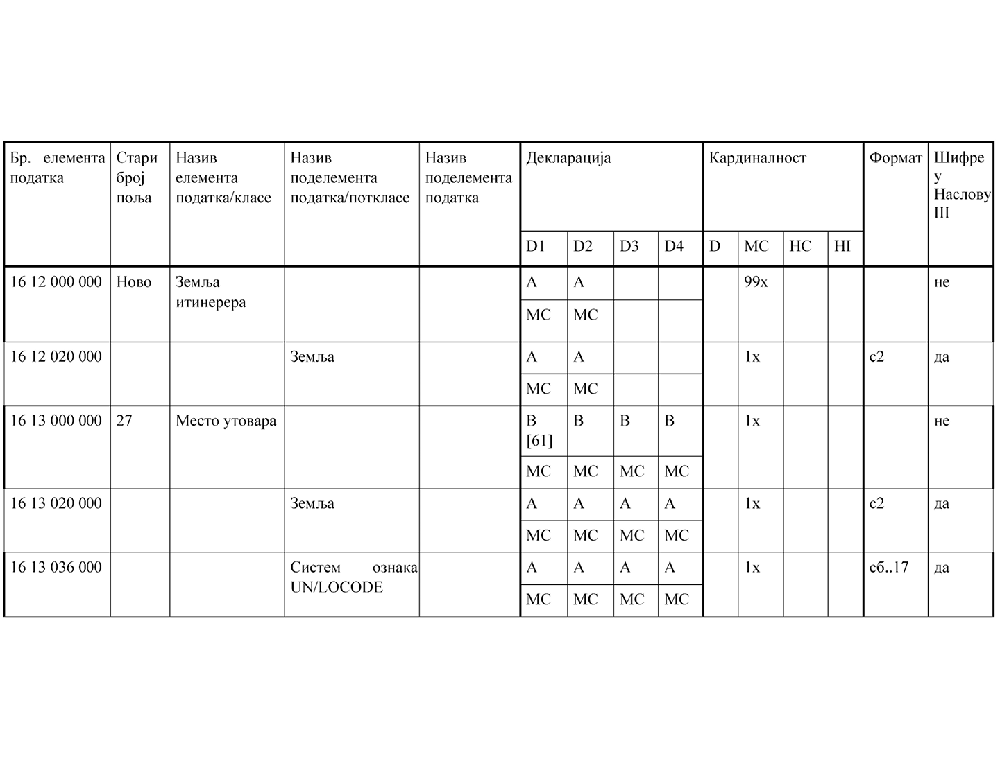 Бр. елемента податка Стари број поља Назив елемента податка/класе Назив поделемента податка/поткласе Назив поделемента податка Декларација Кардиналност Формат Шифре у Наслову III
D1 D2 D3 D4 D MC HC HI
16 12 000 000 Ново Земља итинерера A A 99x не
MC MC
16 12 020 000 Земља A A 1x c2 да
MC MC
16 13 000 000 27 Место утовара B [61] B B B 1x не
MC MC MC MC
16 13 020 000 Земља A A A A 1x c2 да
MC MC MC MC
16 13 036 000 Систем ознака UN/LOCODE A A A A 1x сб..17 да
MC MC MC MC